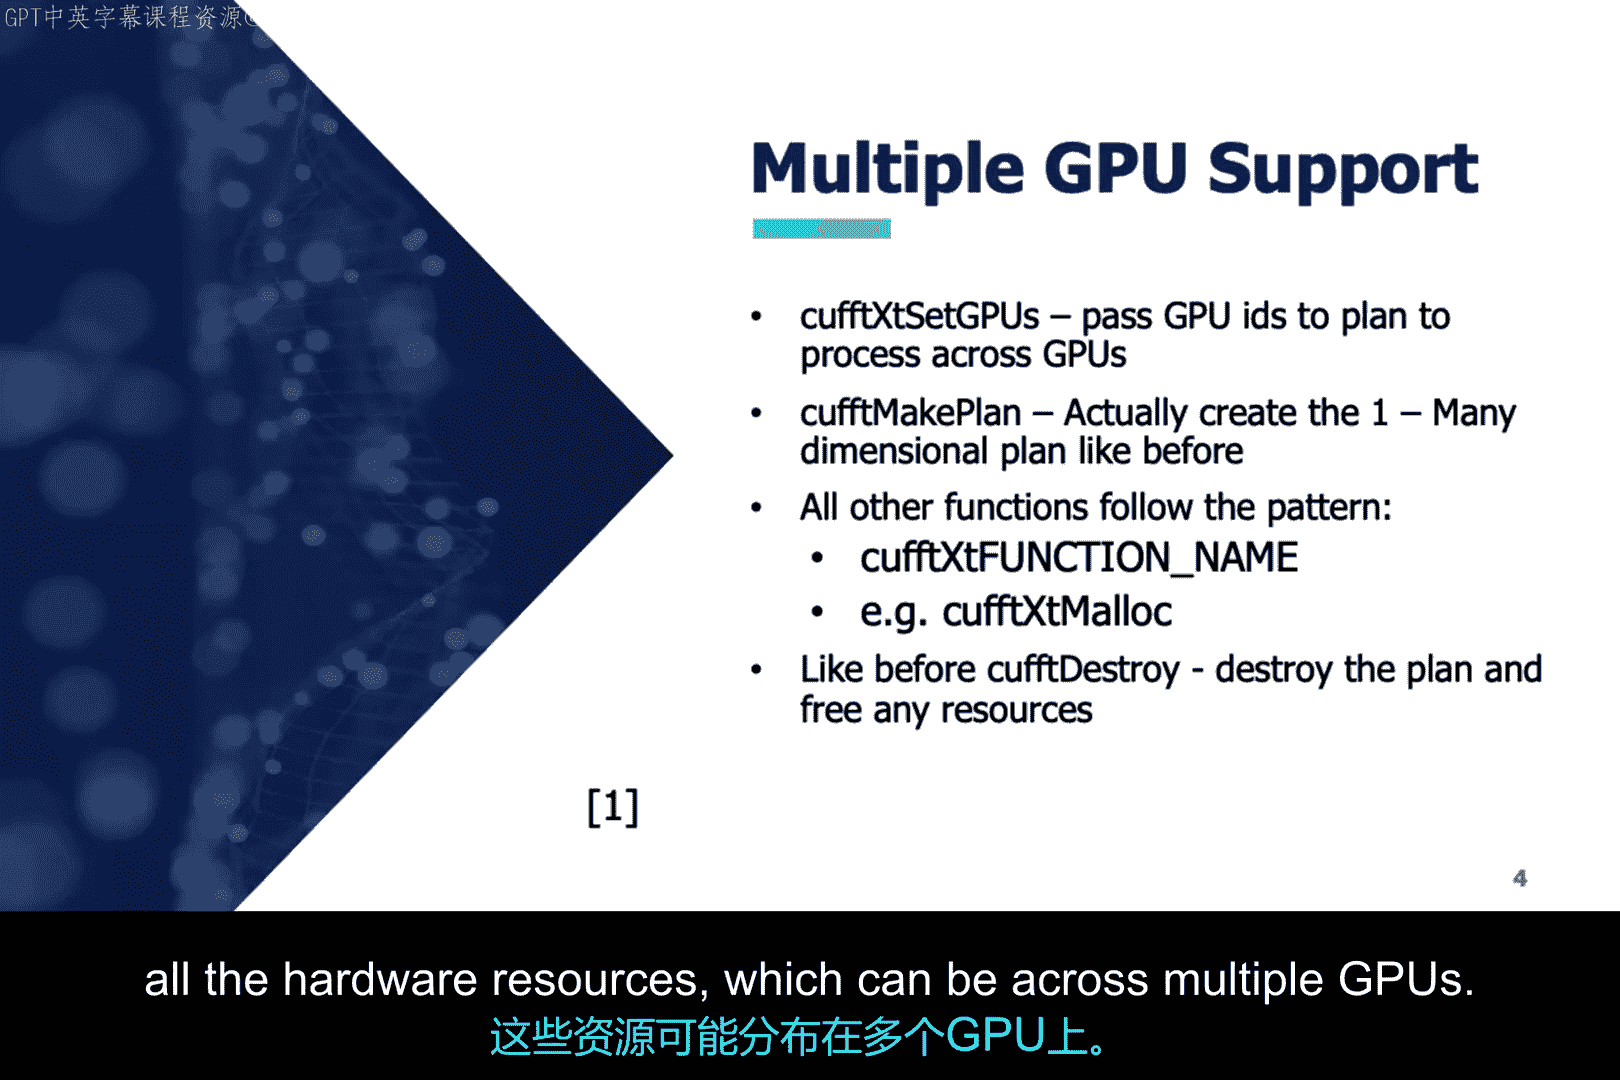 GPT中英字幕课程资源
Multiple GPU Support
• cufftXtSetGPUs – pass GPU ids to plan to
process across GPUs
• cufftMakePlan – Actually create the 1 – Many
dimensional plan like before
• All other functions follow the pattern:
• cufftXtFUNCTION_NAME
• e.g. cufftXtMalloc
• Like before cufftDestroy - destroy the plan and
free any resources
[1]
4
all the hardware resources, which can be across multiple GPUs.
这些资源可能分布在多个GPU上。